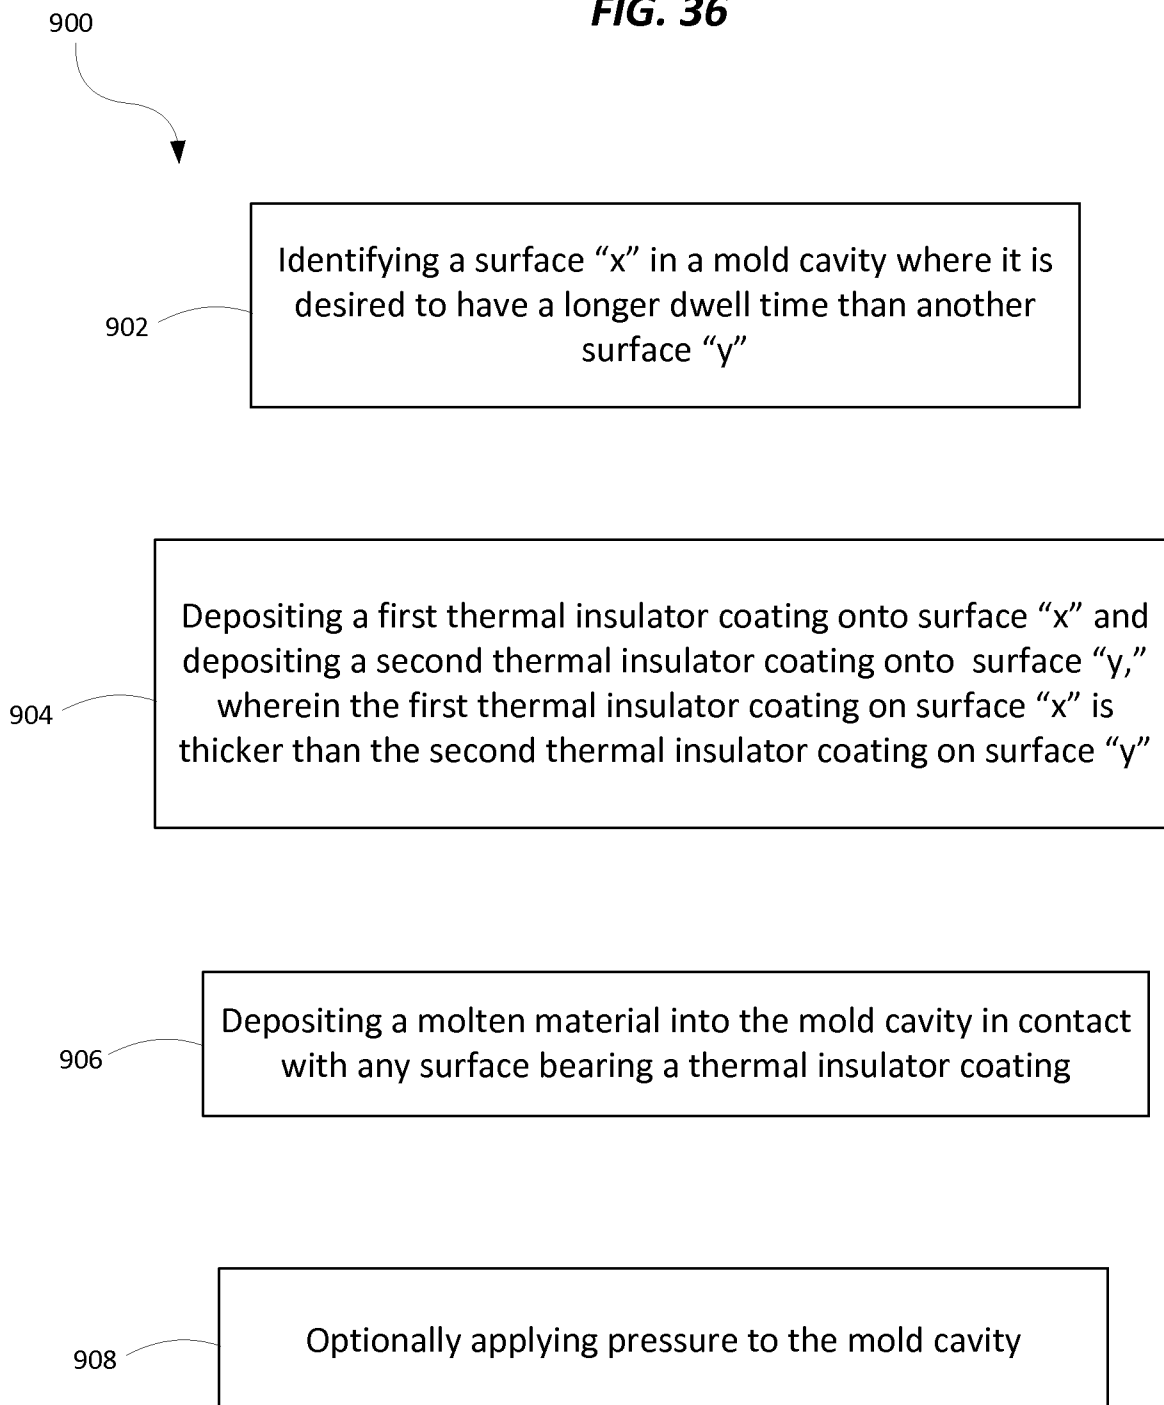 FIG. 36
900
Identifying a surface “x” in a mold cavity where it is
desired to have a longer dwell time than another
surface “y”
902
Depositing a first thermal insulator coating onto surface “x” and
depositing a second thermal insulator coating onto  surface “y,”
wherein the first thermal insulator coating on surface “x” is
thicker than the second thermal insulator coating on surface “y”
904
Depositing a molten material into the mold cavity in contact
with any surface bearing a thermal insulator coating
906
Optionally applying pressure to the mold cavity
908